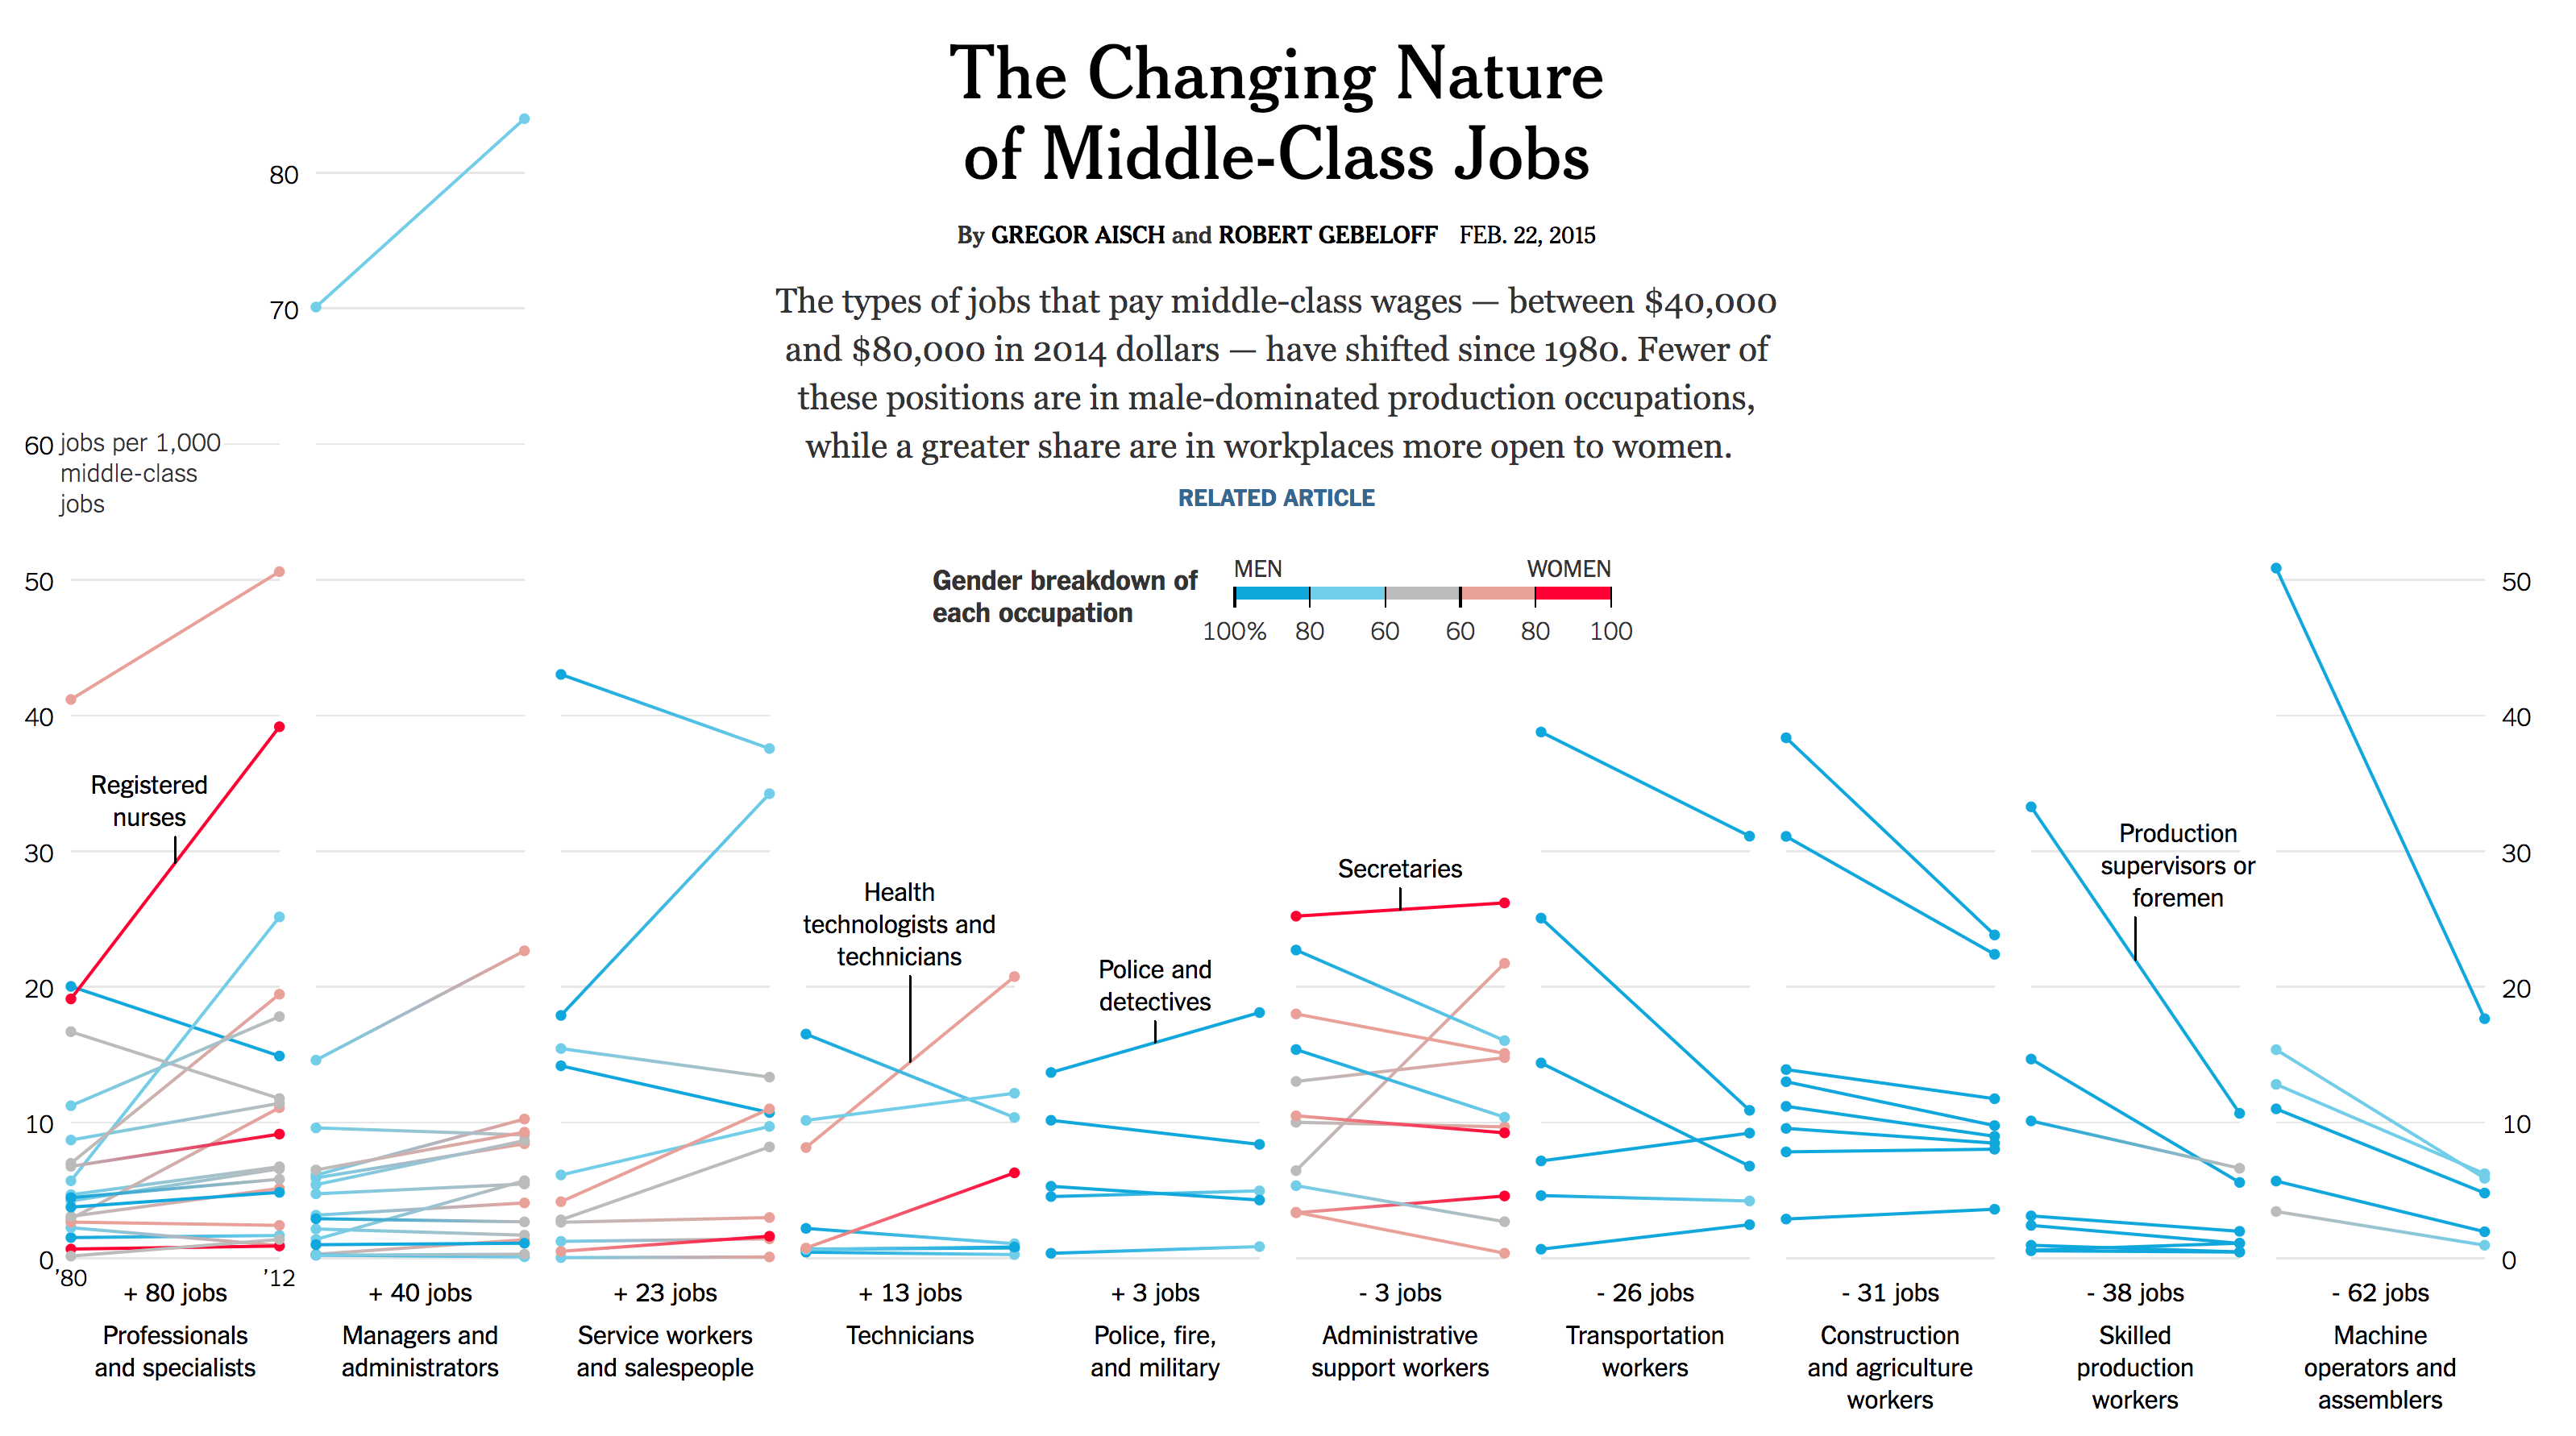 The Changing Nature
of Middle-Class Jobs
By GREGOR AISCH and ROBERT GEBELOFF FEB. 22, 2015
The types of jobs that pay middle-class wages — between $40,000
and $80,000 in 2014 dollars — have shifted since 1980. Fewer of
these positions are in male-dominated production occupations,
while a greater share are in workplaces more open to women.
RELATED ARTICLE
Gender breakdown of
each occupation
MEN WOMEN
100% 80 60 60 80 100
80
70
60 jobs per 1,000
middle-class
jobs
50
40
30
20
10
0
’80 ’12
50
40
30
20
10
0
Registered
nurses
Health
technologists and
technicians
Police and
detectives
Secretaries
Production
supervisors or
foremen
+ 80 jobs
Professionals
and specialists
+ 40 jobs
Managers and
administrators
+ 23 jobs
Service workers
and salespeople
+ 13 jobs
Technicians
+ 3 jobs
Police, fire,
and military
- 3 jobs
Administrative
support workers
- 26 jobs
Transportation
workers
- 31 jobs
Construction
and agriculture
workers
- 38 jobs
Skilled
production
workers
- 62 jobs
Machine
operators and
assemblers